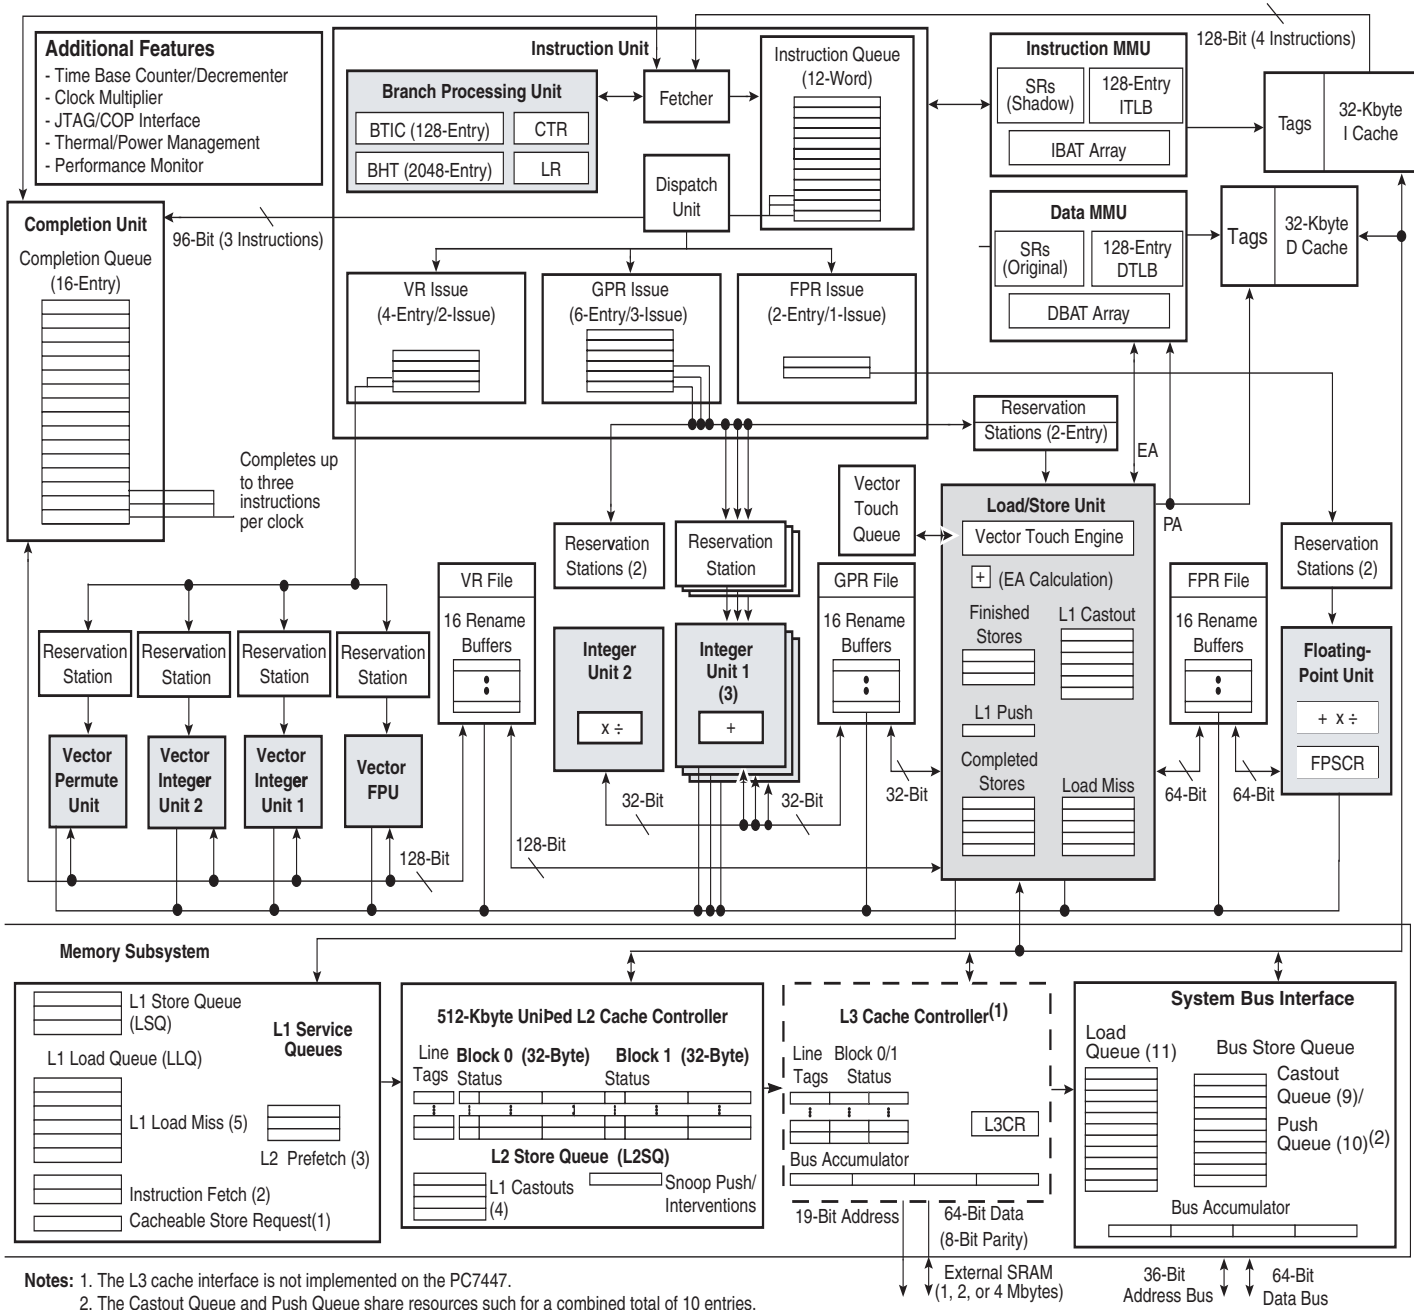 128-Bit (4 Instructions)
Additional Features
- Time Base Counter/Decrementer
- Clock Multiplier
- JTAG/COP Interface
- Thermal/Power Management
- Performance Monitor
Instruction Unit
Branch Processing Unit
BTIC (128-Entry)
CTR
BHT (2048-Entry)
LR
Fetcher
Instruction Queue
(12-Word)
Dispatch
Unit
Instruction MMU
SRs
(Shadow)
128-Entry
ITLB
IBAT Array
Tags
32-Kbyte
I Cache
Data MMU
SRs
(Original)
128-Entry
DTLB
DBAT Array
Tags
32-Kbyte
D Cache
Completion Unit
Completion Queue
(16-Entry)
96-Bit (3 Instructions)
Completes up
to three
instructions
per clock
VR Issue
(4-Entry/2-Issue)
GPR Issue
(6-Entry/3-Issue)
FPR Issue
(2-Entry/1-Issue)
Reservation
Stations (2-Entry)
EA
PA
Vector
Touch
Queue
Load/Store Unit
Vector Touch Engine
+
(EA Calculation)
Finished
Stores
L1 Castout
L1 Push
Completed
Stores
Load Miss
Reservation
Stations (2)
Reservation
Station
Reservation
Stations (2)
VR File
16 Rename
Buffers
GPR File
16 Rename
Buffers
FPR File
16 Rename
Buffers
Integer
Unit 2
x ÷
Integer
Unit 1
(3)
+
Floating-
Point Unit
+ x ÷
FPSCR
Reservation
Station
Reservation
Station
Reservation
Station
Reservation
Station
Vector
Permute
Unit
Vector
Integer
Unit 2
Vector
Integer
Unit 1
Vector
FPU
32-Bit
32-Bit
32-Bit
64-Bit
64-Bit
128-Bit
128-Bit
Memory Subsystem
L1 Store Queue
(LSQ)
L1 Service
Queues
L1 Load Queue (LLQ)
L1 Load Miss (5)
L2 Prefetch (3)
Instruction Fetch (2)
Cacheable Store Request(1)
512-Kbyte UniÞed L2 Cache Controller
Line
Tags
Block 0 (32-Byte)
Status
Block 1 (32-Byte)
Status
L2 Store Queue (L2SQ)
L1 Castouts
(4)
Snoop Push/
Interventions
L3 Cache Controller(1)
Line
Tags
Block 0/1
Status
L3CR
Bus Accumulator
System Bus Interface
Load
Queue (11)
Bus Store Queue
Castout
Queue (9)/
Push
Queue (10)(2)
Bus Accumulator
19-Bit Address
64-Bit Data
(8-Bit Parity)
External SRAM
(1, 2, or 4 Mbytes)
36-Bit
Address Bus
64-Bit
Data Bus
Notes: 1. The L3 cache interface is not implemented on the PC7447.
2. The Castout Queue and Push Queue share resources such for a combined total of 10 entries.